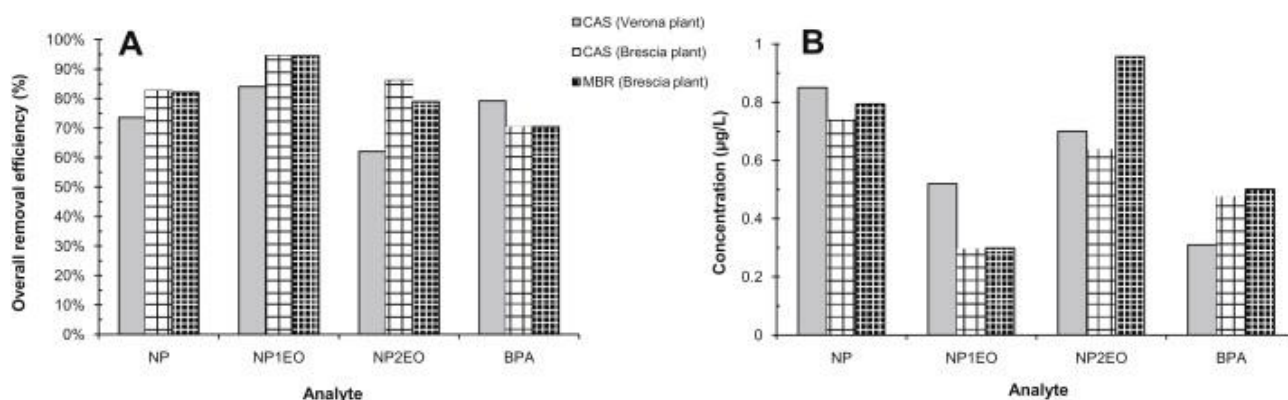 A
Overall removal efficiency (%)
100%
90%
80%
70%
60%
50%
40%
30%
20%
10%
0%
NP NP1EO NP2EO BPA
Analyte
CAS (Verona plant)
CAS (Brescia plant)
MBR (Brescia plant)
B
Concentration (µg/L)
1
0.8
0.6
0.4
0.2
0
NP NP1EO NP2EO BPA
Analyte